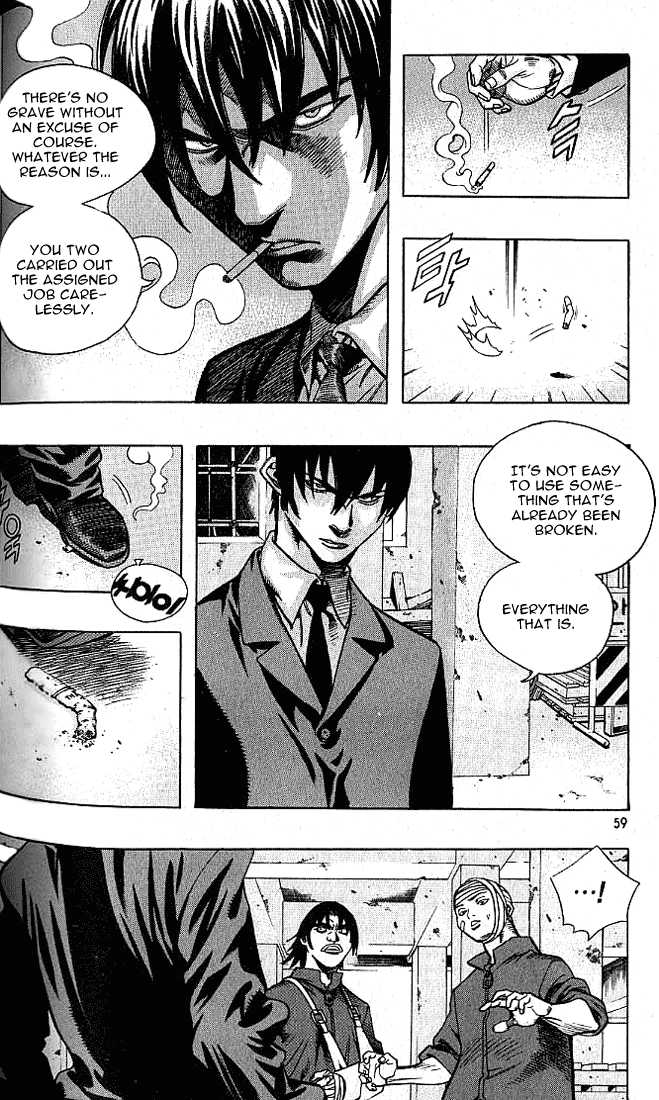 THERE'S NO
GRAVE WITHOUT
AN EXCUSE OF
COURSE.
WHATEVER THE
REASON IS...
YOU TWO
CARRIED OUT
THE ASSIGNED
JOB CARE-
LESSLY.
탁
IT'S NOT EASY
TO USE SOME-
THING THAT'S
ALREADY BEEN
BROKEN.
EVERYTHING
THAT IS.
59
...!